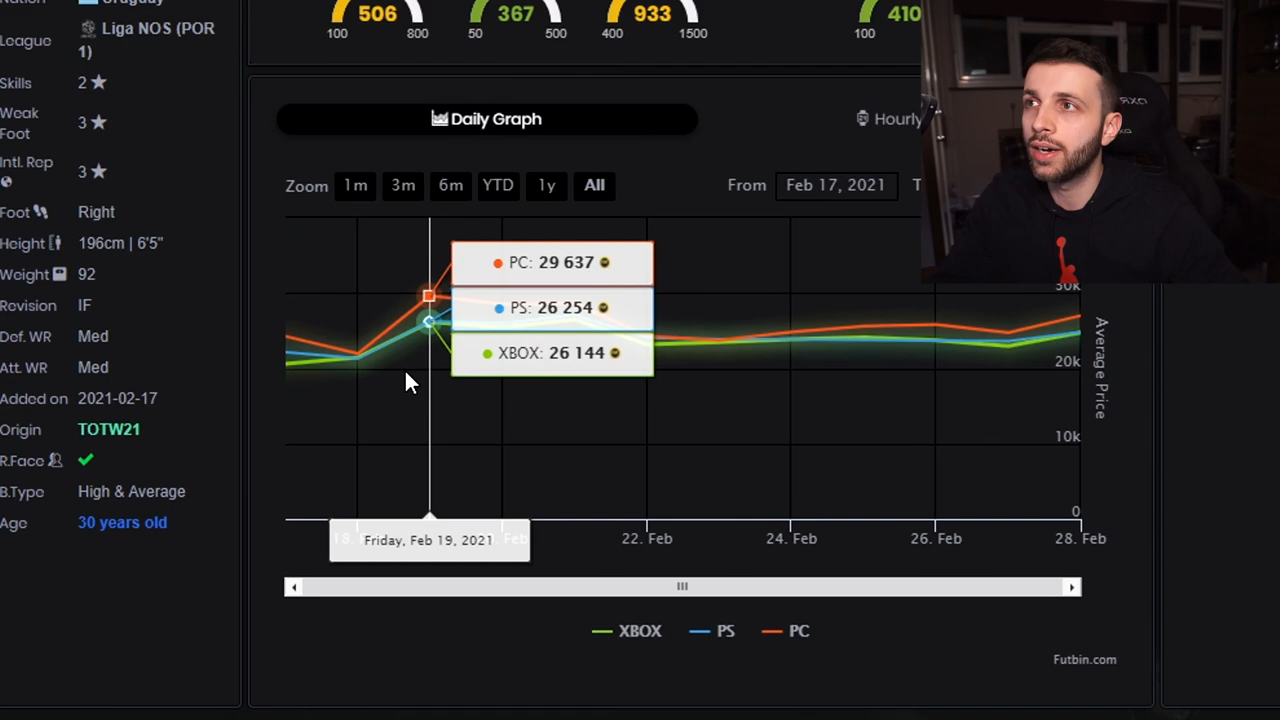 Nation Uruguay
League Liga NOS (POR
1)
Skills 2
Weak
Foot 3
Intl. Rep 3
Foot Right
Height 196cm | 6'5"
Weight 92
Revision IF
Def. WR Med
Att. WR Med
Added on 2021-02-17
Origin TOTW21
R.Face
B.Type High & Average
Age 30 years old
506
100 800
367
50 500
933
400 1500
410
100
Daily Graph
Hourly
Zoom 1m 3m 6m YTD 1y All
From Feb 17, 2021
PC: 29 637
PS: 26 254
XBOX: 26 144
30k
20k
10k
0
Average Price
Friday, Feb 19, 2021
18. Feb
22. Feb 24. Feb 26. Feb 28. Feb
XBOX PS PC
Futbin.com